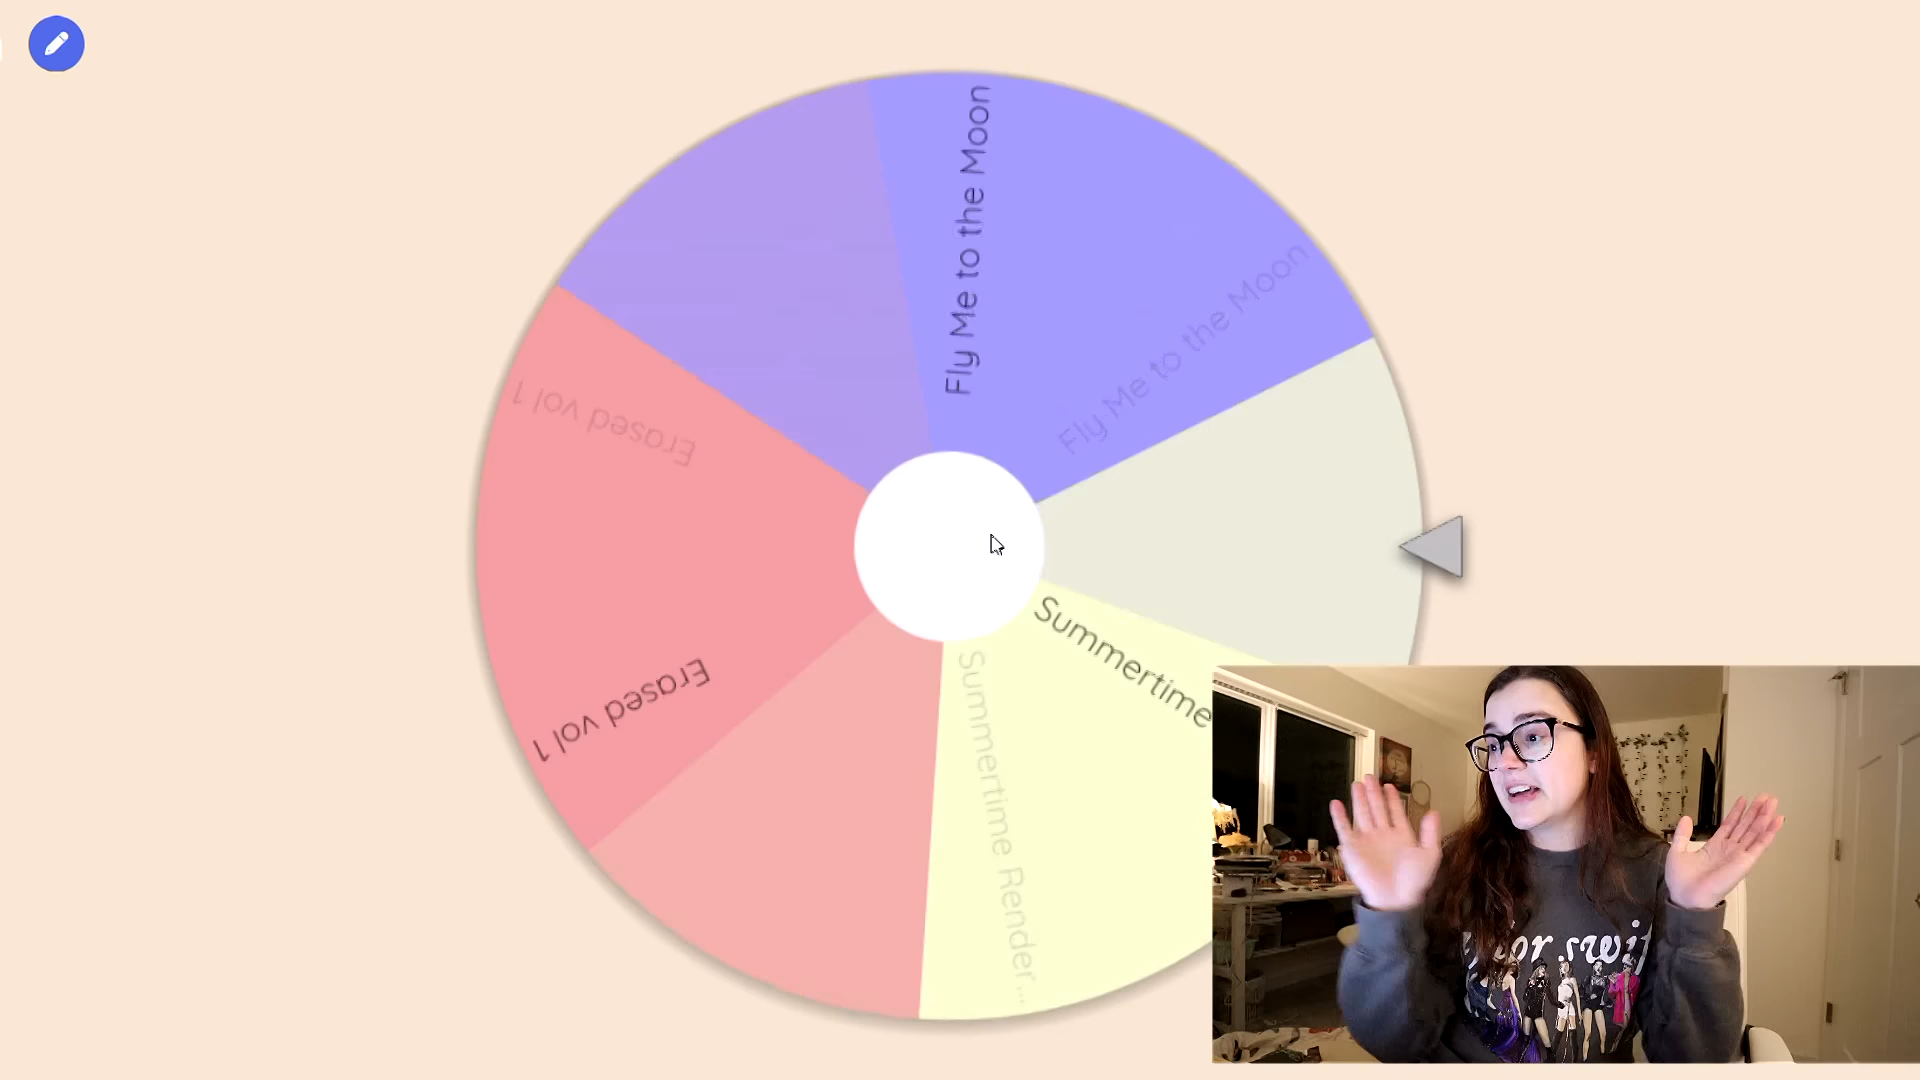 Fly Me to the Moon
Fly Me to the Moon
Erased vol 1
Erased vol 1
Summertime
Summertime Render...